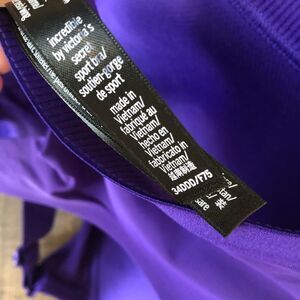 incredible
by victoria's
secret
sport bra/
soutien-gorge
de sport
made in
Vietnam/
fabriqué au
Vietnam/
hecho en
Vietnam/
fabricato in
Vietnam/
越南制造
34DDD/F75